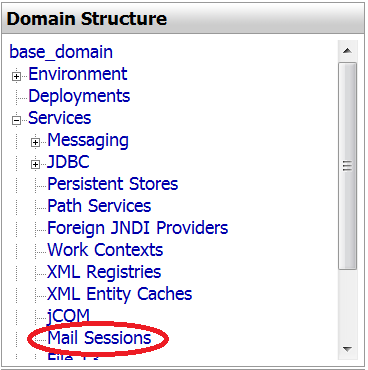 Domain Structure
base_domain
Environment
Deployments
Services
Messaging
JDBC
Persistent Stores
Path Services
Foreign JNDI Providers
Work Contexts
XML Registries
XML Entity Caches
jCOM
Mail Sessions